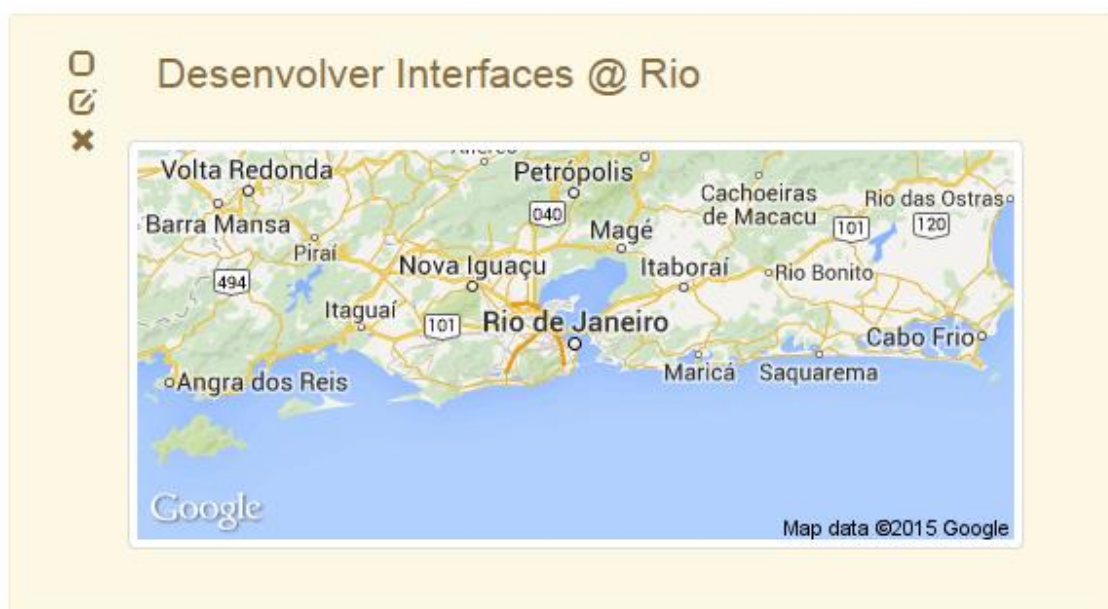 Desenvolver Interfaces @ Rio
Volta Redonda
Petrópolis
Cachoeiras
de Macacu
Rio das Ostras
Barra Mansa
040
Magé
101
120
Piraí
Nova Iguaçu
Itaboraí
Rio Bonito
494
Itaguaí
101
Rio de Janeiro
Cabo Frio
Angra dos Reis
Maricá
Saquarema
Google
Map data ©2015 Google